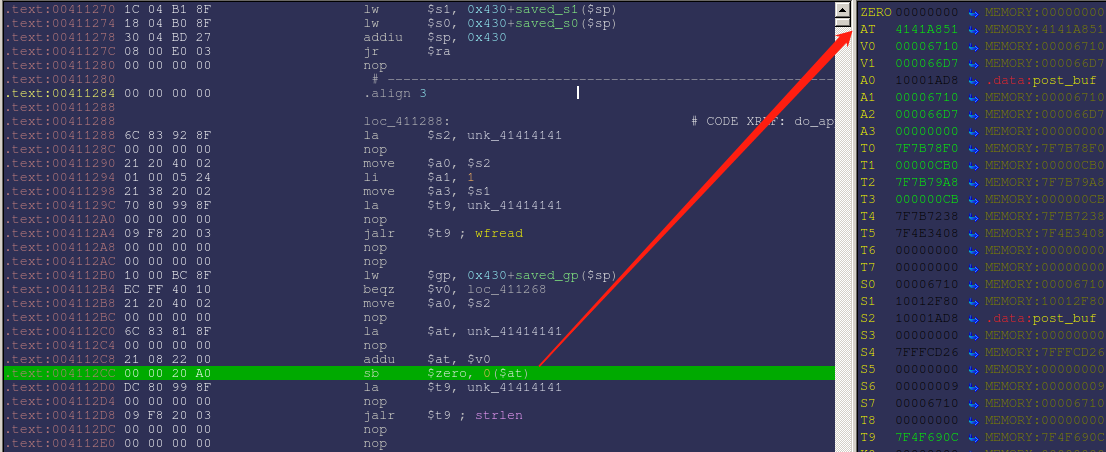 .text:00411270 1C 04 B1 8F lw $s1, 0x430+saved_s1($sp)
.text:00411274 18 04 B0 8F lw $s0, 0x430+saved_s0($sp)
.text:00411278 30 04 BD 27 addiu $sp, 0x430
.text:0041127C 08 00 E0 03 jr $ra
.text:00411280 00 00 00 00 nop
.text:00411280 # ---------------------------------------------------------------
.text:00411284 00 00 00 00 .align 3
.text:00411288
.text:00411288 loc_411288: # CODE XREF: do_ap
.text:00411288 6C 83 92 8F la $s2, unk_41414141
.text:0041128C 00 00 00 00 nop
.text:00411290 21 20 40 02 move $a0, $s2
.text:00411294 01 00 05 24 li $a1, 1
.text:00411298 21 38 20 02 move $a3, $s1
.text:0041129C 70 80 99 8F la $t9, unk_41414141
.text:004112A0 00 00 00 00 nop
.text:004112A4 09 F8 20 03 jalr $t9 ; wfread
.text:004112A8 00 00 00 00 nop
.text:004112AC 00 00 00 00 nop
.text:004112B0 10 00 BC 8F lw $gp, 0x430+saved_gp($sp)
.text:004112B4 EC FF 40 10 beqz $v0, loc_411268
.text:004112B8 21 20 40 02 move $a0, $s2
.text:004112BC 00 00 00 00 nop
.text:004112C0 6C 83 81 8F la $at, unk_41414141
.text:004112C4 00 00 00 00 nop
.text:004112C8 21 08 22 00 addu $at, $v0
.text:004112CC 00 00 20 A0 sb $zero, 0($at)
.text:004112D0 DC 80 99 8F la $t9, unk_41414141
.text:004112D4 00 00 00 00 nop
.text:004112D8 09 F8 20 03 jalr $t9 ; strlen
.text:004112DC 00 00 00 00 nop
.text:004112E0 00 00 00 00 nop
ZERO 00000000 MEMORY:00000000
AT 4141A851 MEMORY:4141A851
V0 00006710 MEMORY:00006710
V1 000066D7 MEMORY:000066D7
A0 10001AD8 .data:post_buf
A1 00006710 MEMORY:00006710
A2 000066D7 MEMORY:000066D7
A3 00000000 MEMORY:00000000
T0 7F7B78F0 MEMORY:7F7B78F0
T1 00000CB0 MEMORY:00000CB0
T2 7F7B79A8 MEMORY:7F7B79A8
T3 000000CB MEMORY:000000CB
T4 7F7B7238 MEMORY:7F7B7238
T5 7F4E3408 MEMORY:7F4E3408
T6 00000000 MEMORY:00000000
T7 00000000 MEMORY:00000000
S0 00006710 MEMORY:00006710
S1 10012F80 MEMORY:10012F80
S2 10001AD8 .data:post_buf
S3 00000000 MEMORY:00000000
S4 7FFFCD26 MEMORY:7FFFCD26
S5 00000000 MEMORY:00000000
S6 00000009 MEMORY:00000009
S7 00006710 MEMORY:00006710
T8 00000000 MEMORY:00000000
T9 7F4F690C MEMORY:7F4F690C